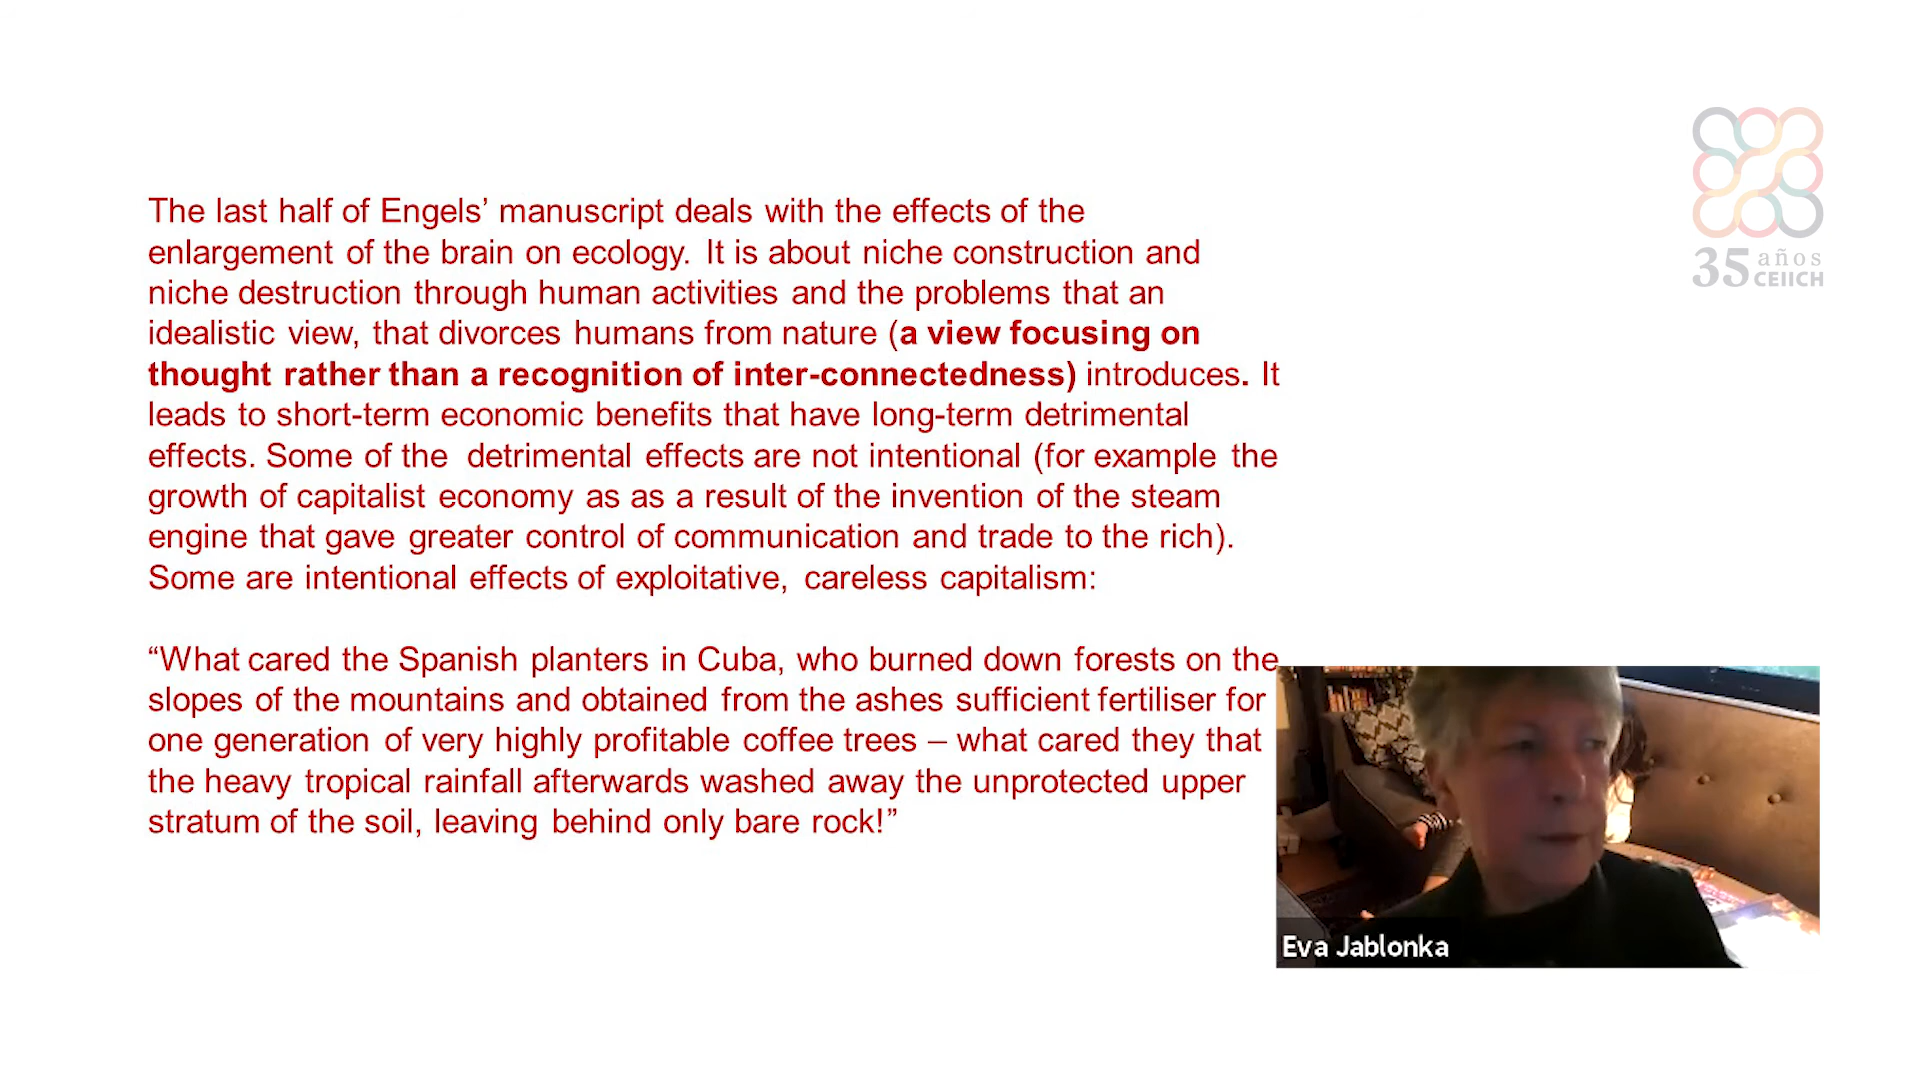 The last half of Engels’ manuscript deals with the effects of the
enlargement of the brain on ecology. It is about niche construction and
niche destruction through human activities and the problems that an
idealistic view, that divorces humans from nature (a view focusing on
thought rather than a recognition of inter-connectedness) introduces. It
leads to short-term economic benefits that have long-term detrimental
effects. Some of the detrimental effects are not intentional (for example the
growth of capitalist economy as as a result of the invention of the steam
engine that gave greater control of communication and trade to the rich).
Some are intentional effects of exploitative, careless capitalism:
“What cared the Spanish planters in Cuba, who burned down forests on the
slopes of the mountains and obtained from the ashes sufficient fertiliser for
one generation of very highly profitable coffee trees – what cared they that
the heavy tropical rainfall afterwards washed away the unprotected upper
stratum of the soil, leaving behind only bare rock!”
35 años
CEIICH
Eva Jablonka